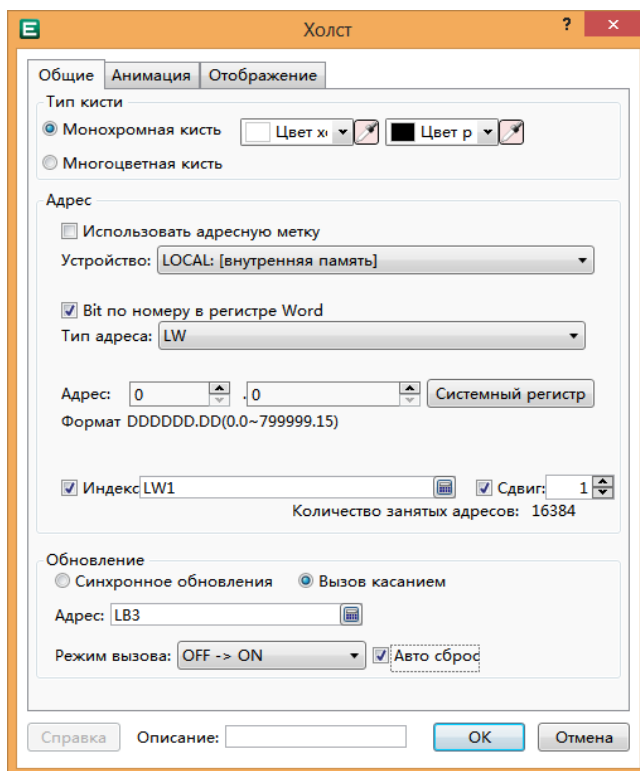 E Холст ? ×
Общие Анимация Отображение
Тип кисти
Монохромная кисть Цвет х Цвет р
Многоцветная кисть
Адрес
Использовать адресную метку
Устройство: LOCAL: [внутренняя память]
Bit по номеру в регистре Word
Тип адреса: LW
Адрес: 0 . 0 Системный регистр
Формат DDDDDD.DD(0.0~799999.15)
Индекс LW1 Сдвиг: 1
Количество занятых адресов: 16384
Обновление
Синхронное обновления Вызов касанием
Адрес: LB3
Режим вызова: OFF -> ON Авто сброс
Справка Описание: OK Отмена